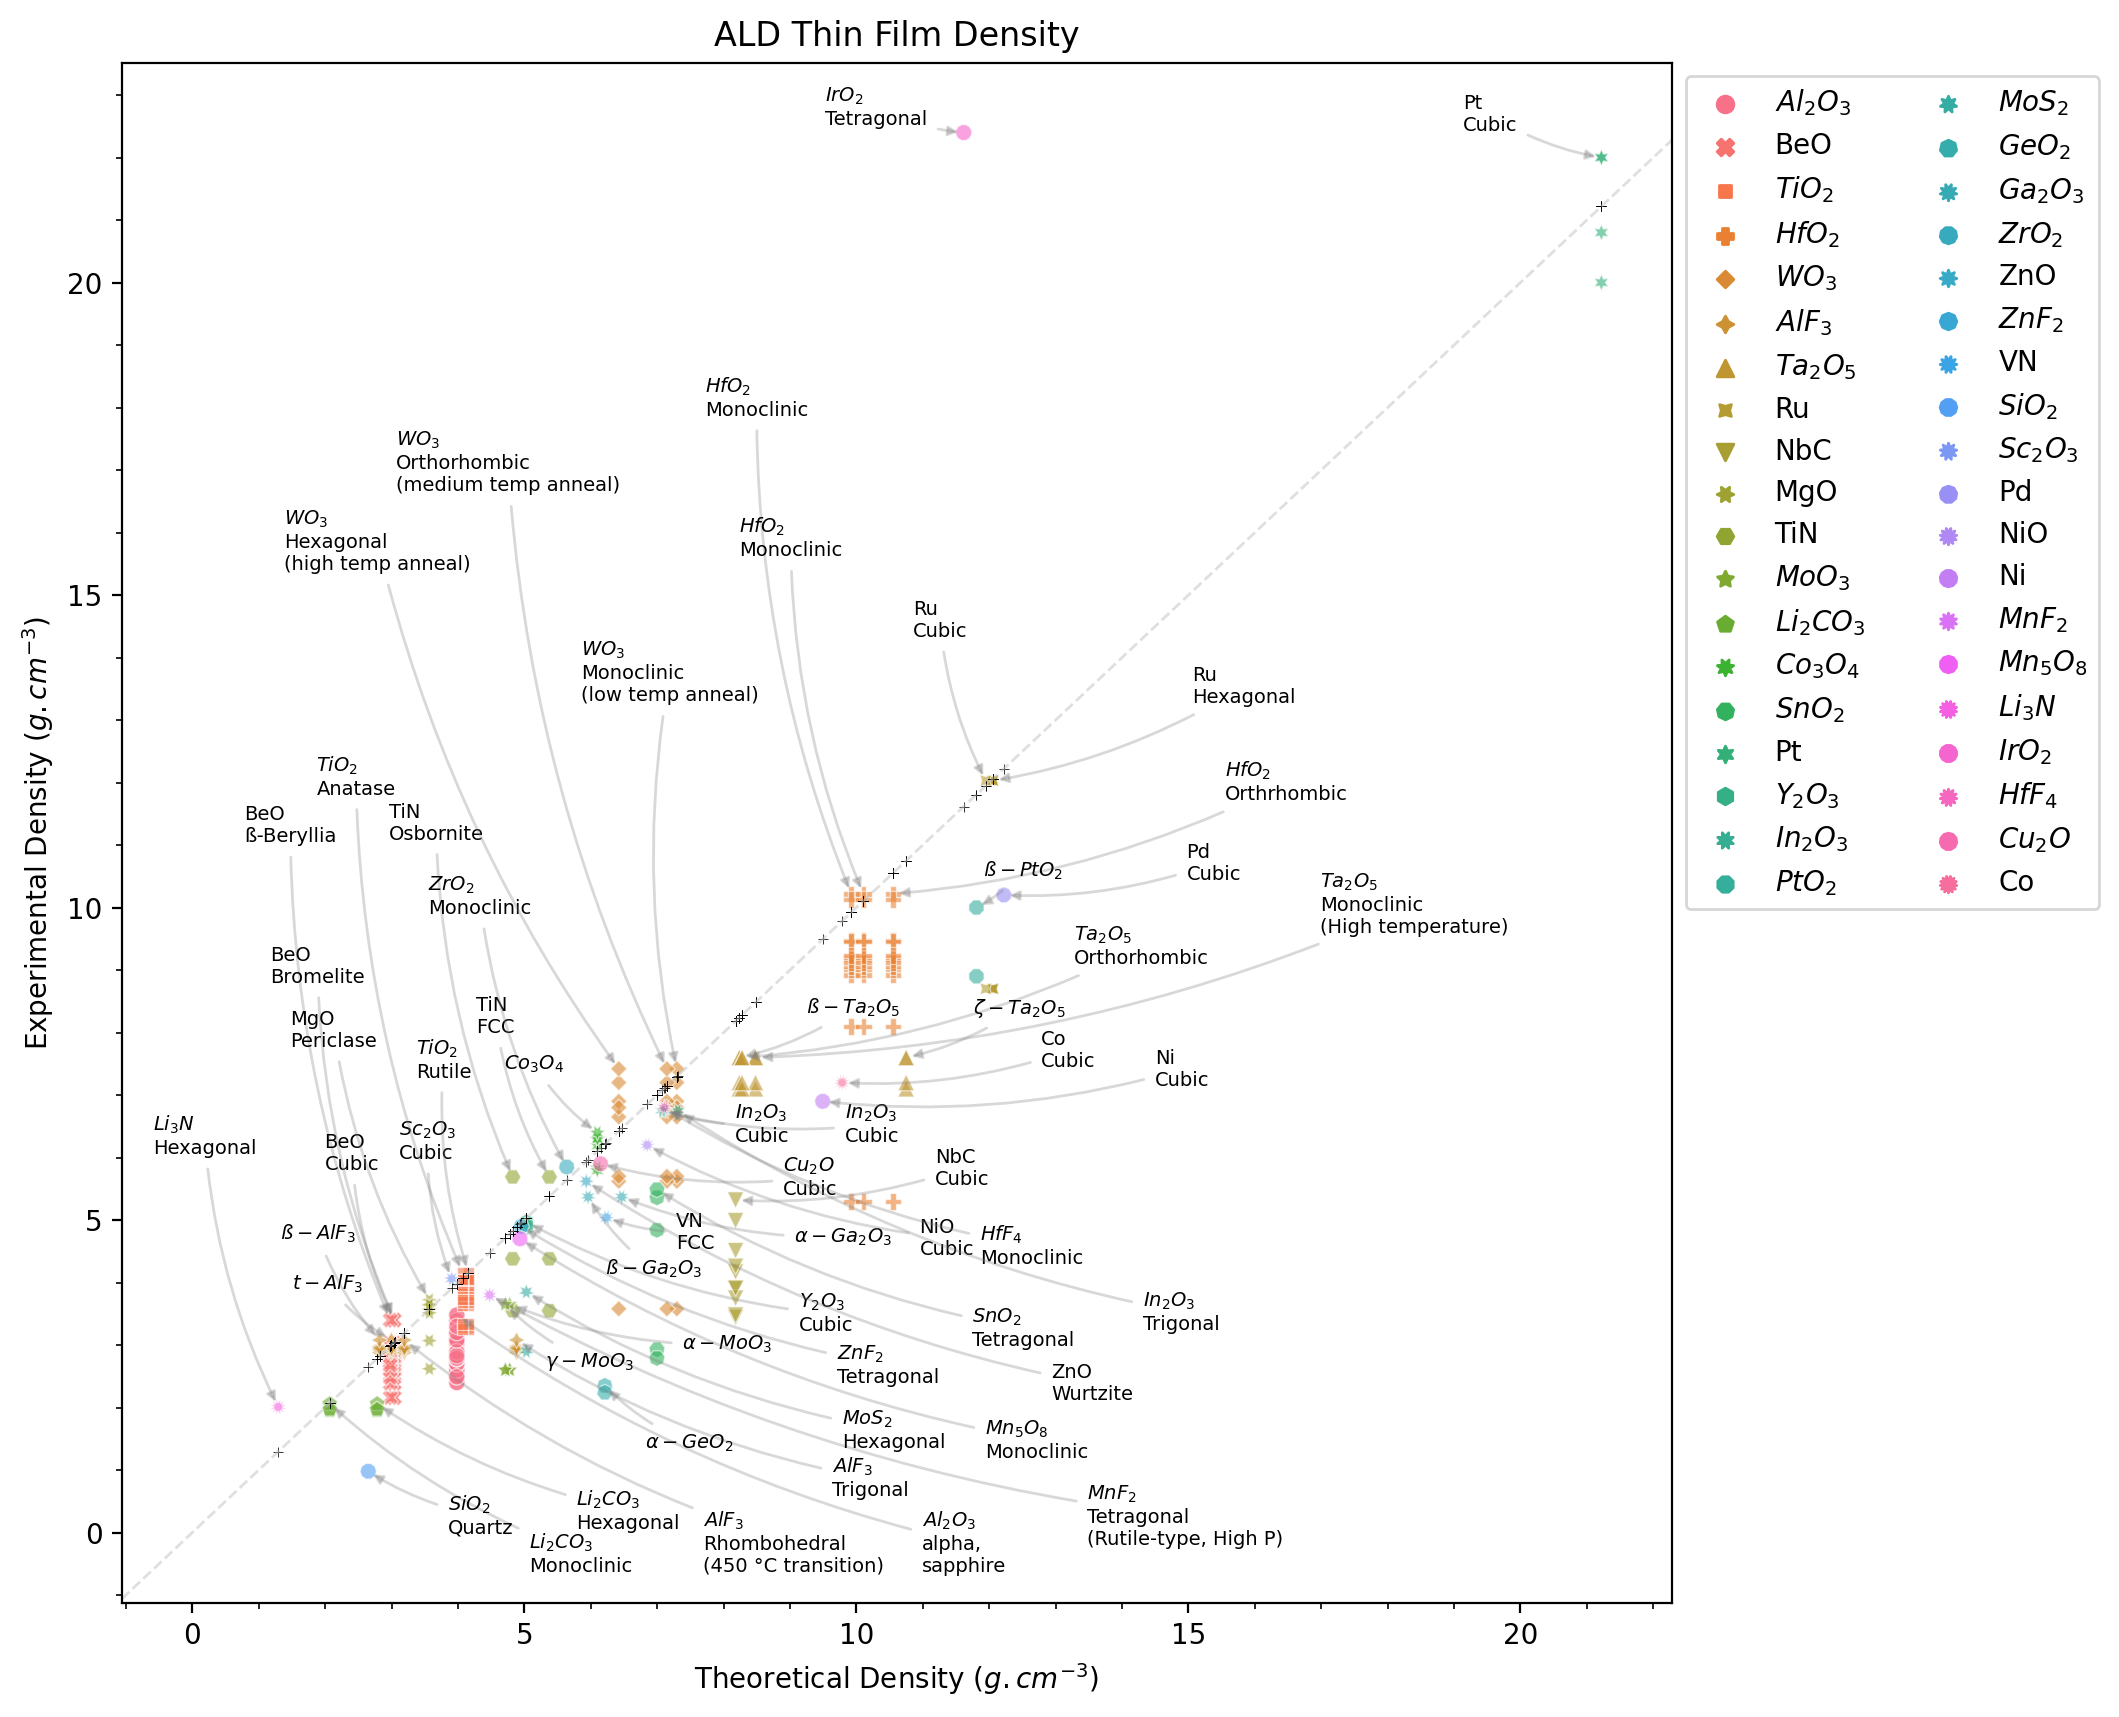 ALD Thin Film Density
IrO₂
Tetragonal
Pt
Cubic
HfO₂
Monoclinic
WO₃
Orthorhombic
(medium temp anneal)
WO₃
Hexagonal
(high temp anneal)
HfO₂
Monoclinic
Ru
Cubic
WO₃
Monoclinic
(low temp anneal)
Ru
Hexagonal
TiO₂
Anatase
HfO₂
Orthrhombic
BeO
ß-Beryllia
TiN
Osbornite
ß−PtO₂
Pd
Cubic
ZrO₂
Monoclinic
Ta₂O₅
Monoclinic
(High temperature)
Ta₂O₅
Orthorhombic
BeO
Bromelite
TiN
FCC
ß−Ta₂O₅
ζ−Ta₂O₅
MgO
Periclase
TiO₂
Rutile
Co₃O₄
Co
Cubic
Ni
Cubic
Li₃N
Hexagonal
BeO
Cubic
Sc₂O₃
Cubic
In₂O₃
Cubic
In₂O₃
Cubic
Cu₂O
Cubic
NbC
Cubic
ß−AlF₃
t−AlF₃
VN
FCC
α−Ga₂O₃
NiO
Cubic
HfF₄
Monoclinic
ß−Ga₂O₃
Y₂O₃
Cubic
SnO₂
Tetragonal
In₂O₃
Trigonal
α−MoO₃
γ−MoO₃
ZnF₂
Tetragonal
ZnO
Wurtzite
α−GeO₂
MoS₂
Hexagonal
Mn₅O₈
Monoclinic
AlF₃
Trigonal
MnF₂
Tetragonal
(Rutile-type, High P)
SiO₂
Quartz
Li₂CO₃
Hexagonal
Li₂CO₃
Monoclinic
AlF₃
Rhombohedral
(450 °C transition)
Al₂O₃
alpha,
sapphire
20
15
10
5
0
Experimental Density (g.cm⁻³)
0 5 10 15 20
Theoretical Density (g.cm⁻³)
Al₂O₃
BeO
TiO₂
HfO₂
WO₃
AlF₃
Ta₂O₅
Ru
NbC
MgO
TiN
MoO₃
Li₂CO₃
Co₃O₄
SnO₂
Pt
Y₂O₃
In₂O₃
PtO₂
MoS₂
GeO₂
Ga₂O₃
ZrO₂
ZnO
ZnF₂
VN
SiO₂
Sc₂O₃
Pd
NiO
Ni
MnF₂
Mn₅O₈
Li₃N
IrO₂
HfF₄
Cu₂O
Co